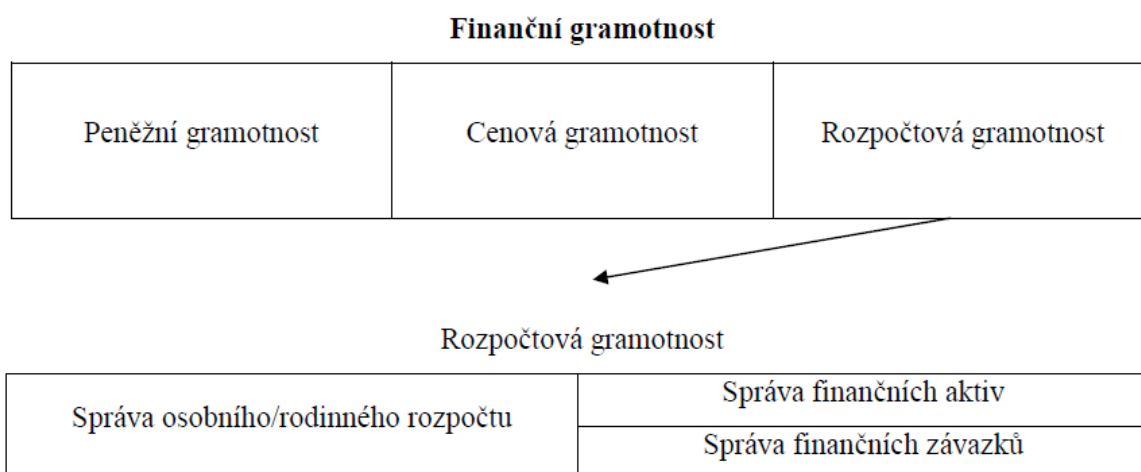 Finanční gramotnost
Peněžní gramotnost
Cenová gramotnost
Rozpočtová gramotnost
Rozpočtová gramotnost
Správa osobního/rodinného rozpočtu
Správa finančních aktiv
Správa finančních závazků